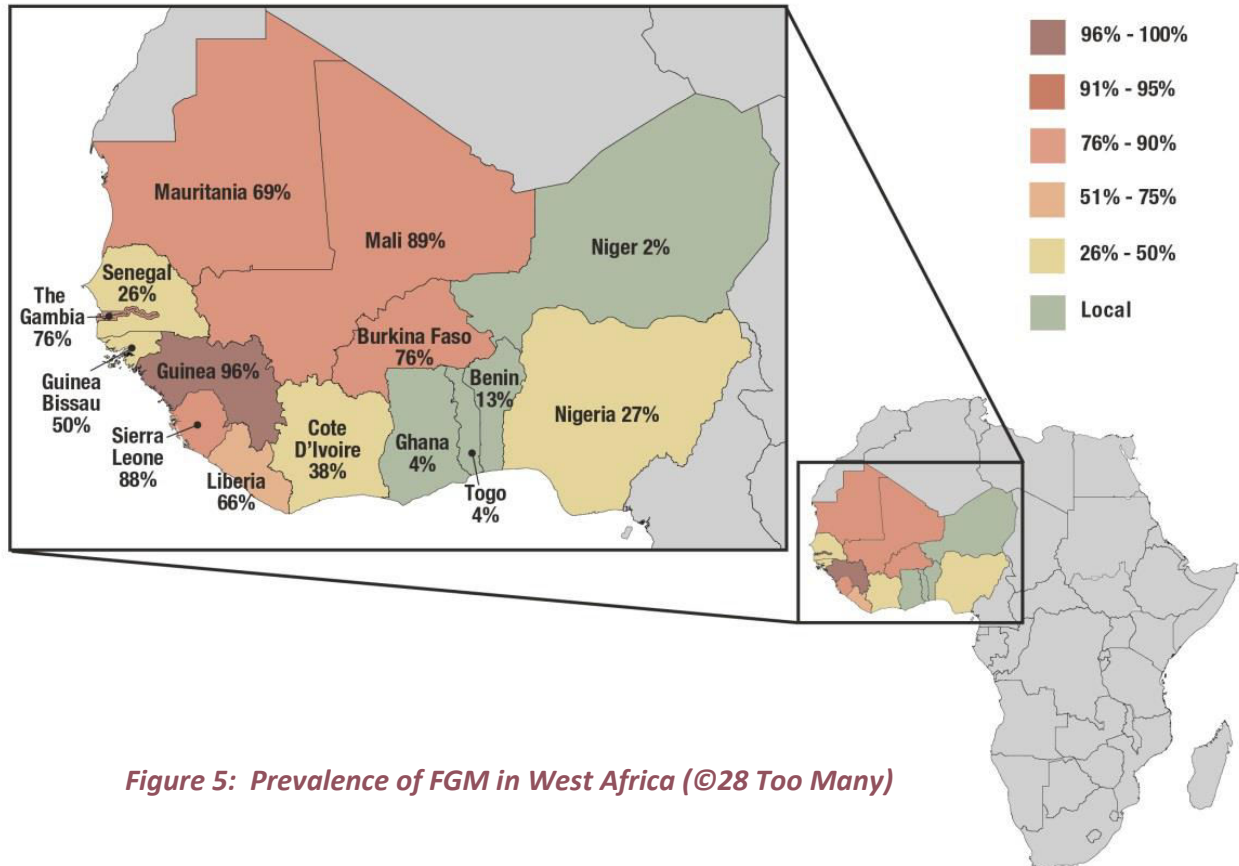 Mauritania 69%
Mali 89%
Niger 2%
Senegal
26%
The
Gambia
76%
Guinea
Bissau
50%
Guinea 96%
Burkina Faso
76%
Benin
13%
Nigeria 27%
Sierra
Leone
88%
Liberia
66%
Cote
D'Ivoire
38%
Ghana
4%
Togo
4%
96% - 100%
91% - 95%
76% - 90%
51% - 75%
26% - 50%
Local
Figure 5: Prevalence of FGM in West Africa (©28 Too Many)